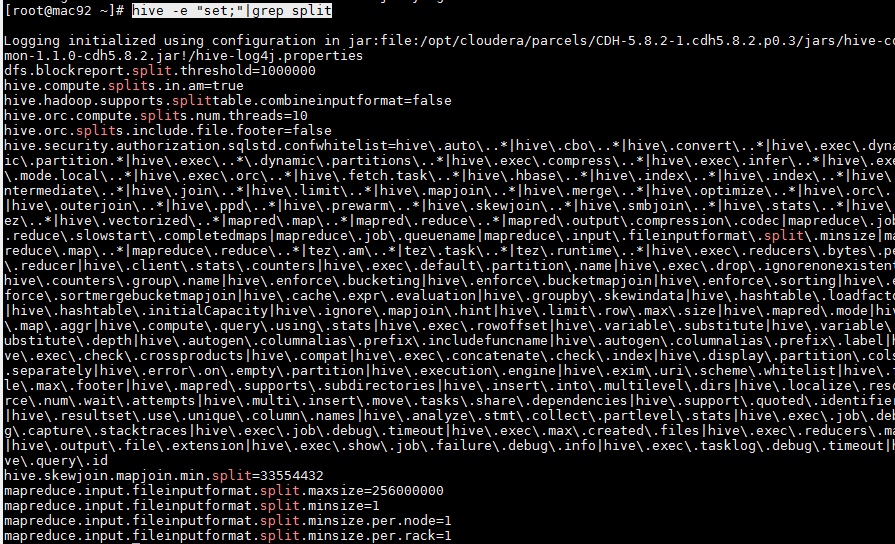 [root@mac92 ~]# hive -e "set;"|grep split
Logging initialized using configuration in jar:file:/opt/cloudera/parcels/CDH-5.8.2-1.cdh5.8.2.p0.3/jars/hive-co
mon-1.1.0-cdh5.8.2.jar!/hive-log4j.properties
dfs.blockreport.split.threshold=1000000
hive.compute.splits.in.am=true
hive.hadoop.supports.splittable.combineinputformat=false
hive.orc.compute.splits.num.threads=10
hive.orc.splits.include.file.footer=false
hive.security.authorization.sqlstd.confwhitelist=hive\.auto\..*|hive\.cbo\..*|hive\.convert\..*|hive\.exec\.dyna
ic\.partition.*|hive\.exec\..*\.dynamic\.partitions\..*|hive\.exec\.compress\..*|hive\.exec\.infer\..*|hive\.exe
\.mode.local\..*|hive\.exec\.orc\..*|hive\.fetch.task\..*|hive\.hbase\..*|hive\.index\..*|hive\.index\..*|hive\.
ntermediate\..*|hive\.join\..*|hive\.limit\..*|hive\.mapjoin\..*|hive\.merge\..*|hive\.optimize\..*|hive\.orc\.
|hive\.outerjoin\..*|hive\.ppd\..*|hive\.prewarm\..*|hive\.skewjoin\..*|hive\.smbjoin\..*|hive\.stats\..*|hive\.
ez\..*|hive\.vectorized\..*|mapred\.map\..*|mapred\.reduce\..*|mapred\.output\.compression\.codec|mapreduce\.job
.reduce\.slowstart\.completedmaps|mapreduce\.job\.queuename|mapreduce\.input\.fileinputformat\.split\.minsize|ma
reduce\.map\..*|mapreduce\.reduce\..*|tez\.am\..*|tez\.task\..*|tez\.runtime\..*|hive\.exec\.reducers\.bytes\.pe
\.reducer|hive\.client\.stats\.counters|hive\.exec\.default\.partition\.name|hive\.exec\.drop\.ignorenonexistent
hive\.counters\.group\.name|hive\.enforce\.bucketing|hive\.enforce\.bucketmapjoin|hive\.enforce\.sorting|hive\.e
force\.sortmergebucketmapjoin|hive\.cache\.expr\.evaluation|hive\.groupby\.skewindata|hive\.hashtable\.loadfacto
|hive\.hashtable\.initialCapacity|hive\.ignore\.mapjoin\.hint|hive\.limit\.row\.max\.size|hive\.mapred\.mode|hiv
\.map\.aggr|hive\.compute\.query\.using\.stats|hive\.exec\.rowoffset|hive\.variable\.substitute|hive\.variable\.
ubstitute\.depth|hive\.autogen\.columnalias\.prefix\.includefuncname|hive\.autogen\.columnalias\.prefix\.label|h
ve\.exec\.check\.crossproducts|hive\.compat|hive\.exec\.concatenate\.check\.index|hive\.display\.partition\.cols
.separately|hive\.error\.on\.empty\.partition|hive\.execution\.engine|hive\.exim\.uri\.scheme\.whitelist|hive\.
le\.max\.footer|hive\.mapred\.supports\.subdirectories|hive\.insert\.into\.multilevel\.dirs|hive\.localize\.reso
rce\.num\.wait\.attempts|hive\.multi\.insert\.move\.tasks\.share\.dependencies|hive\.support\.quoted\.identifier
|hive\.resultset\.use\.unique\.column\.names|hive\.analyze\.stmt\.collect\.partlevel\.stats|hive\.exec\.job\.deb
g\.capture\.stacktraces|hive\.exec\.job\.debug\.timeout|hive\.exec\.max\.created\.files|hive\.exec\.reducers\.ma
|hive\.output\.file\.extension|hive\.exec\.show\.job\.failure\.debug\.info|hive\.exec\.tasklog\.debug\.timeout|h
ve\.query\.id
hive.skewjoin.mapjoin.min.split=33554432
mapreduce.input.fileinputformat.split.maxsize=256000000
mapreduce.input.fileinputformat.split.minsize=1
mapreduce.input.fileinputformat.split.minsize.per.node=1
mapreduce.input.fileinputformat.split.minsize.per.rack=1